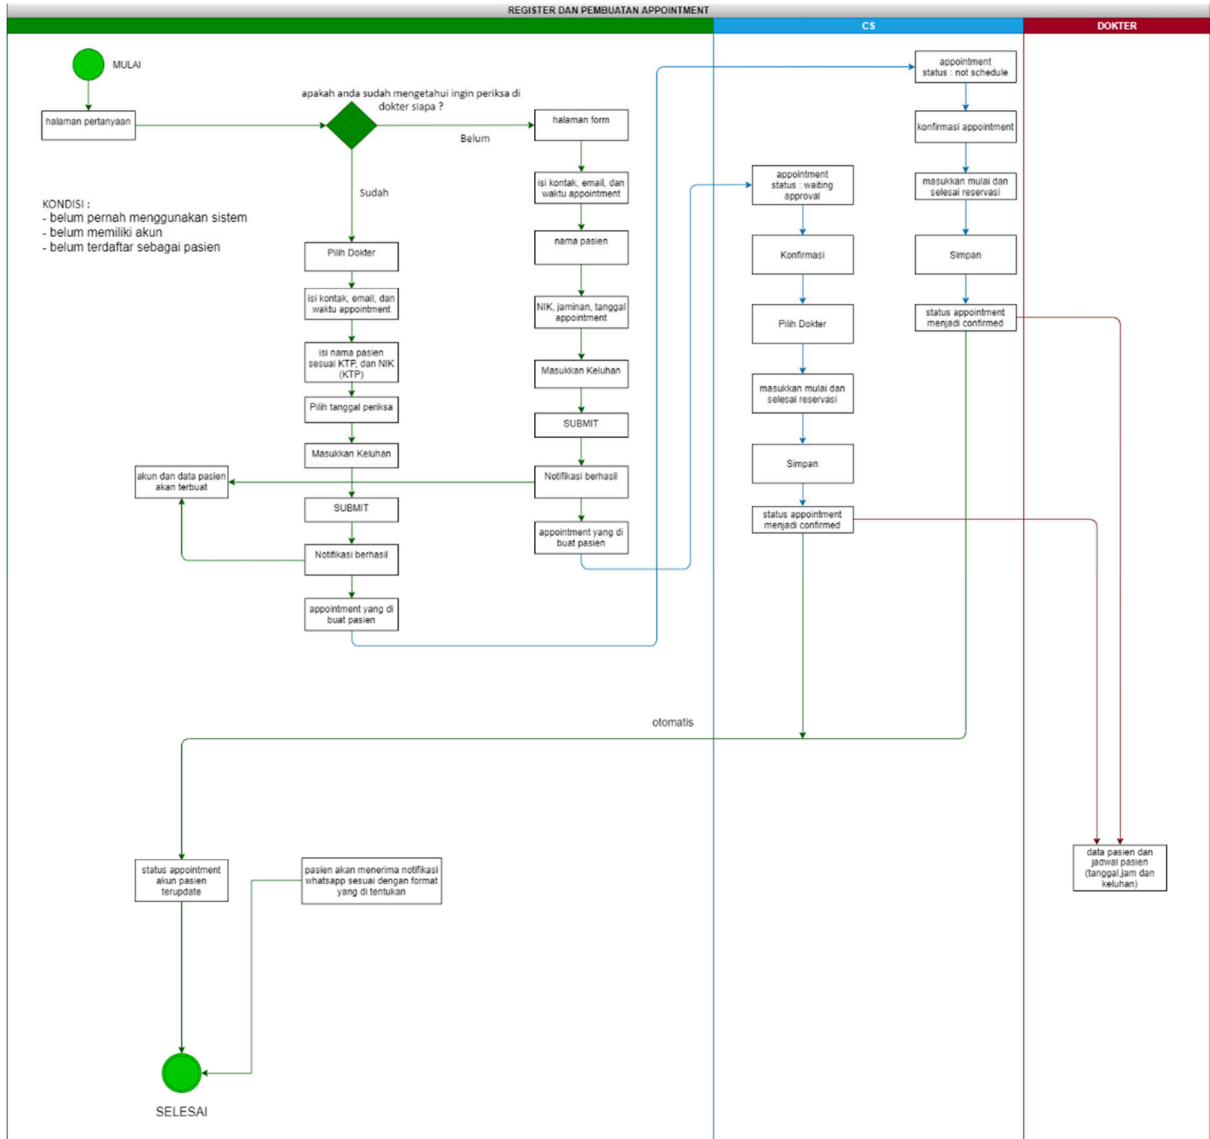 REGISTER DAN PEMBUATAN APPOINTMENT
CS
DOKTER
MULAI
halaman pertanyaan
apakah anda sudah mengetahui ingin periksa di
dokter siapa ?
Belum
Sudah
KONDISI :
- belum pernah menggunakan sistem
- belum memiliki akun
- belum terdaftar sebagai pasien
Pilih Dokter
isi kontak, email, dan
waktu appointment
isi nama pasien
sesuai KTP, dan NIK
(KTP)
Pilih tanggal periksa
Masukkan Keluhan
SUBMIT
Notifikasi berhasil
appointment yang di
buat pasien
akun dan data pasien
akan terbuat
halaman form
isi kontak, email, dan
waktu appointment
nama pasien
NIK, jaminan, tanggal
appointment
Masukkan Keluhan
SUBMIT
Notifikasi berhasil
appointment yang di
buat pasien
appointment
status : waiting
approval
Konfirmasi
Pilih Dokter
masukkan mulai dan
selesai reservasi
Simpan
status appointment
menjadi confirmed
appointment
status : not schedule
konfirmasi appointment
masukkan mulai dan
selesai reservasi
Simpan
status appointment
menjadi confirmed
otomatis
status appointment
akun pasien
terupdate
pasien akan menerima notifikasi
whatsapp sesuai dengan format
yang di tentukan
data pasien dan
jadwal pasien
(tanggal,jam dan
keluhan)
SELESAI